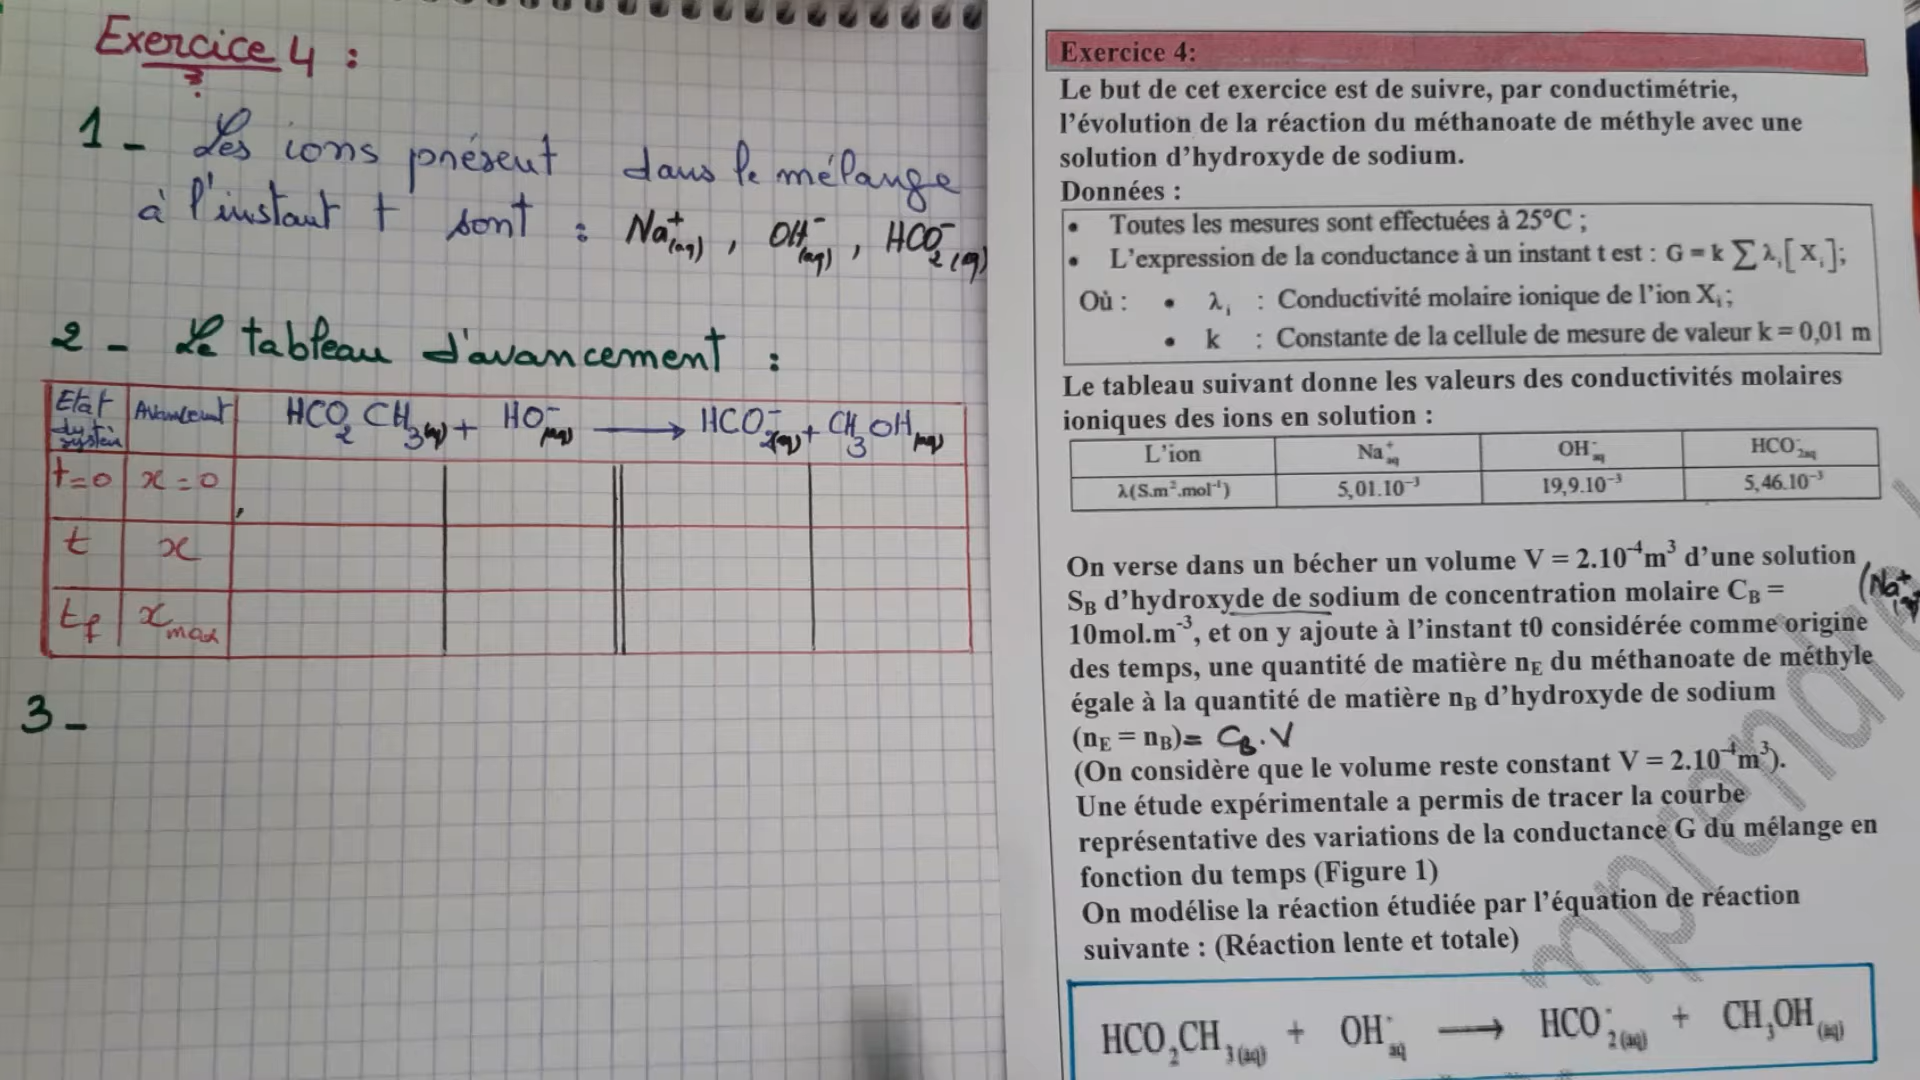 Exercice 4 :
1 - Les ions présent dans le mélange
à l'instant t sont : Na⁺(aq) , OH⁻(aq) , HCO₂⁻(aq)
2 - Le tableau d'avancement :
Etat du systèm | Avancement | HCO₂CH₃(aq) + HO⁻(aq) ⟶ HCO₂⁻(aq) + CH₃OH(aq)
t=0 | x=0
t | x
tf | xmax
3 -
Exercice 4:
Le but de cet exercice est de suivre, par conductimétrie,
l'évolution de la réaction du méthanoate de méthyle avec une
solution d'hydroxyde de sodium.
Données :
• Toutes les mesures sont effectuées à 25°C ;
• L'expression de la conductance à un instant t est : G = k ∑ λᵢ[Xᵢ];
Où : • λᵢ : Conductivité molaire ionique de l'ion Xᵢ;
• k : Constante de la cellule de mesure de valeur k = 0,01 m
Le tableau suivant donne les valeurs des conductivités molaires
ioniques des ions en solution :
L'ion | Na⁺aq | OH⁻aq | HCO⁻2aq
λ(S.m².mol⁻¹) | 5,01.10⁻³ | 19,9.10⁻³ | 5,46.10⁻³
On verse dans un bécher un volume V = 2.10⁻⁴m³ d'une solution
S_B d'hydroxyde de sodium de concentration molaire C_B = (Na⁺(aq)
10mol.m⁻³, et on y ajoute à l'instant t0 considérée comme origine
des temps, une quantité de matière n_E du méthanoate de méthyle
égale à la quantité de matière n_B d'hydroxyde de sodium
(n_E = n_B)= C_B . V
(On considère que le volume reste constant V = 2.10⁻⁴m³).
Une étude expérimentale a permis de tracer la courbe
représentative des variations de la conductance G du mélange en
fonction du temps (Figure 1)
On modélise la réaction étudiée par l'équation de réaction
suivante : (Réaction lente et totale)
HCO₂CH₃(aq) + OH⁻aq ⟶ HCO₂⁻(aq) + CH₃OH(aq)